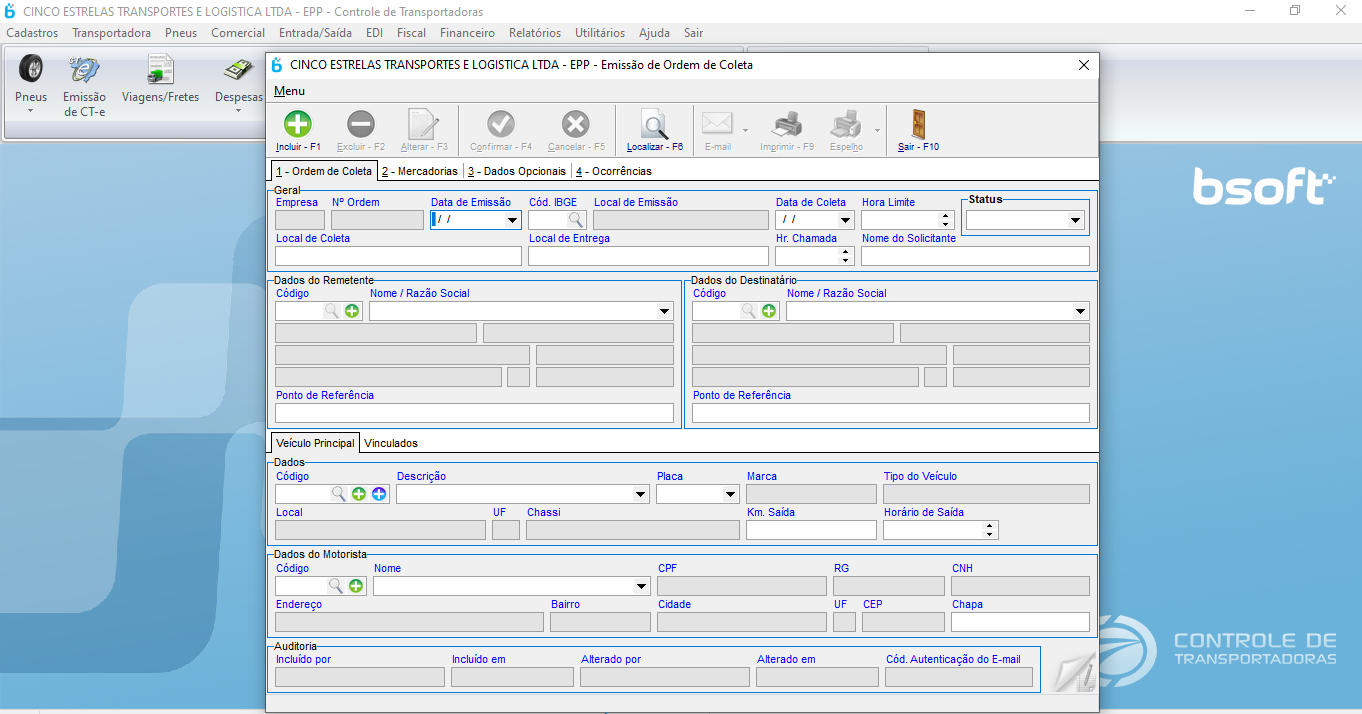 CINCO ESTRELAS TRANSPORTES E LOGISTICA LTDA - EPP - Controle de Transportadoras
Cadastros Transportadora Pneus Comercial Entrada/Saída EDI Fiscal Financeiro Relatórios Utilitários Ajuda Sair
Pneus Emissão de CT-e Viagens/Fretes Despesas
CINCO ESTRELAS TRANSPORTES E LOGISTICA LTDA - EPP - Emissão de Ordem de Coleta
Menu
Incluir - F1 Excluir - F2 Alterar - F3 Confirmar - F4 Cancelar - F5 Localizar - F6 E-mail Imprimir - F9 Espelho Sair - F10
1 - Ordem de Coleta 2 - Mercadorias 3 - Dados Opcionais 4 - Ocorrências
Geral
Empresa Nº Ordem Data de Emissão Cód. IBGE Local de Emissão Data de Coleta Hora Limite Status
/ / / /
Local de Coleta Local de Entrega Hr. Chamada Nome do Solicitante
Dados do Remetente Dados do Destinatário
Código Nome / Razão Social Código Nome / Razão Social
Ponto de Referência Ponto de Referência
Veículo Principal Vinculados
Dados
Código Descrição Placa Marca Tipo do Veículo
Local UF Chassi Km. Saída Horário de Saída
Dados do Motorista
Código Nome CPF RG CNH
Endereço Bairro Cidade UF CEP Chapa
Auditoria
Incluído por Incluído em Alterado por Alterado em Cód. Autenticação do E-mail
bsoft
CONTROLE DE
TRANSPORTADORAS